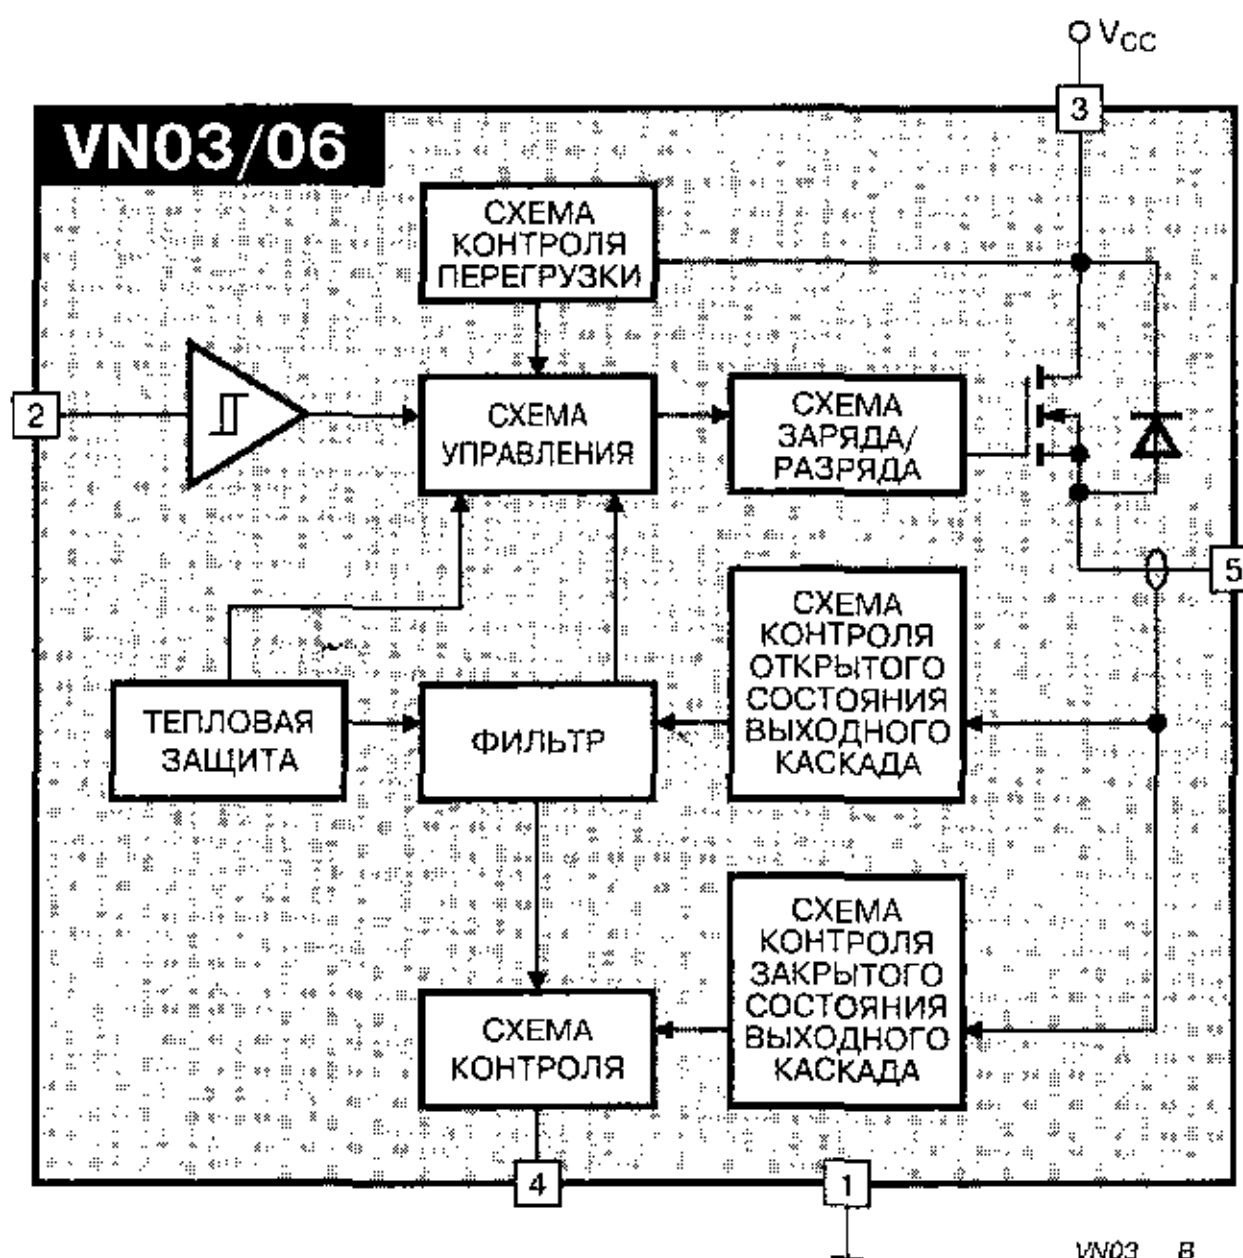 VCC
3
VN03/06
СХЕМА
КОНТРОЛЯ
ПЕРЕГРУЗКИ
2
СХЕМА
УПРАВЛЕНИЯ
СХЕМА
ЗАРЯДА/
РАЗРЯДА
5
СХЕМА
КОНТРОЛЯ
ОТКРЫТОГО
СОСТОЯНИЯ
ВЫХОДНОГО
КАСКАДА
ТЕПЛОВАЯ
ЗАЩИТА
ФИЛЬТР
СХЕМА
КОНТРОЛЯ
ЗАКРЫТОГО
СОСТОЯНИЯ
ВЫХОДНОГО
КАСКАДА
СХЕМА
КОНТРОЛЯ
4
1
VN03 B